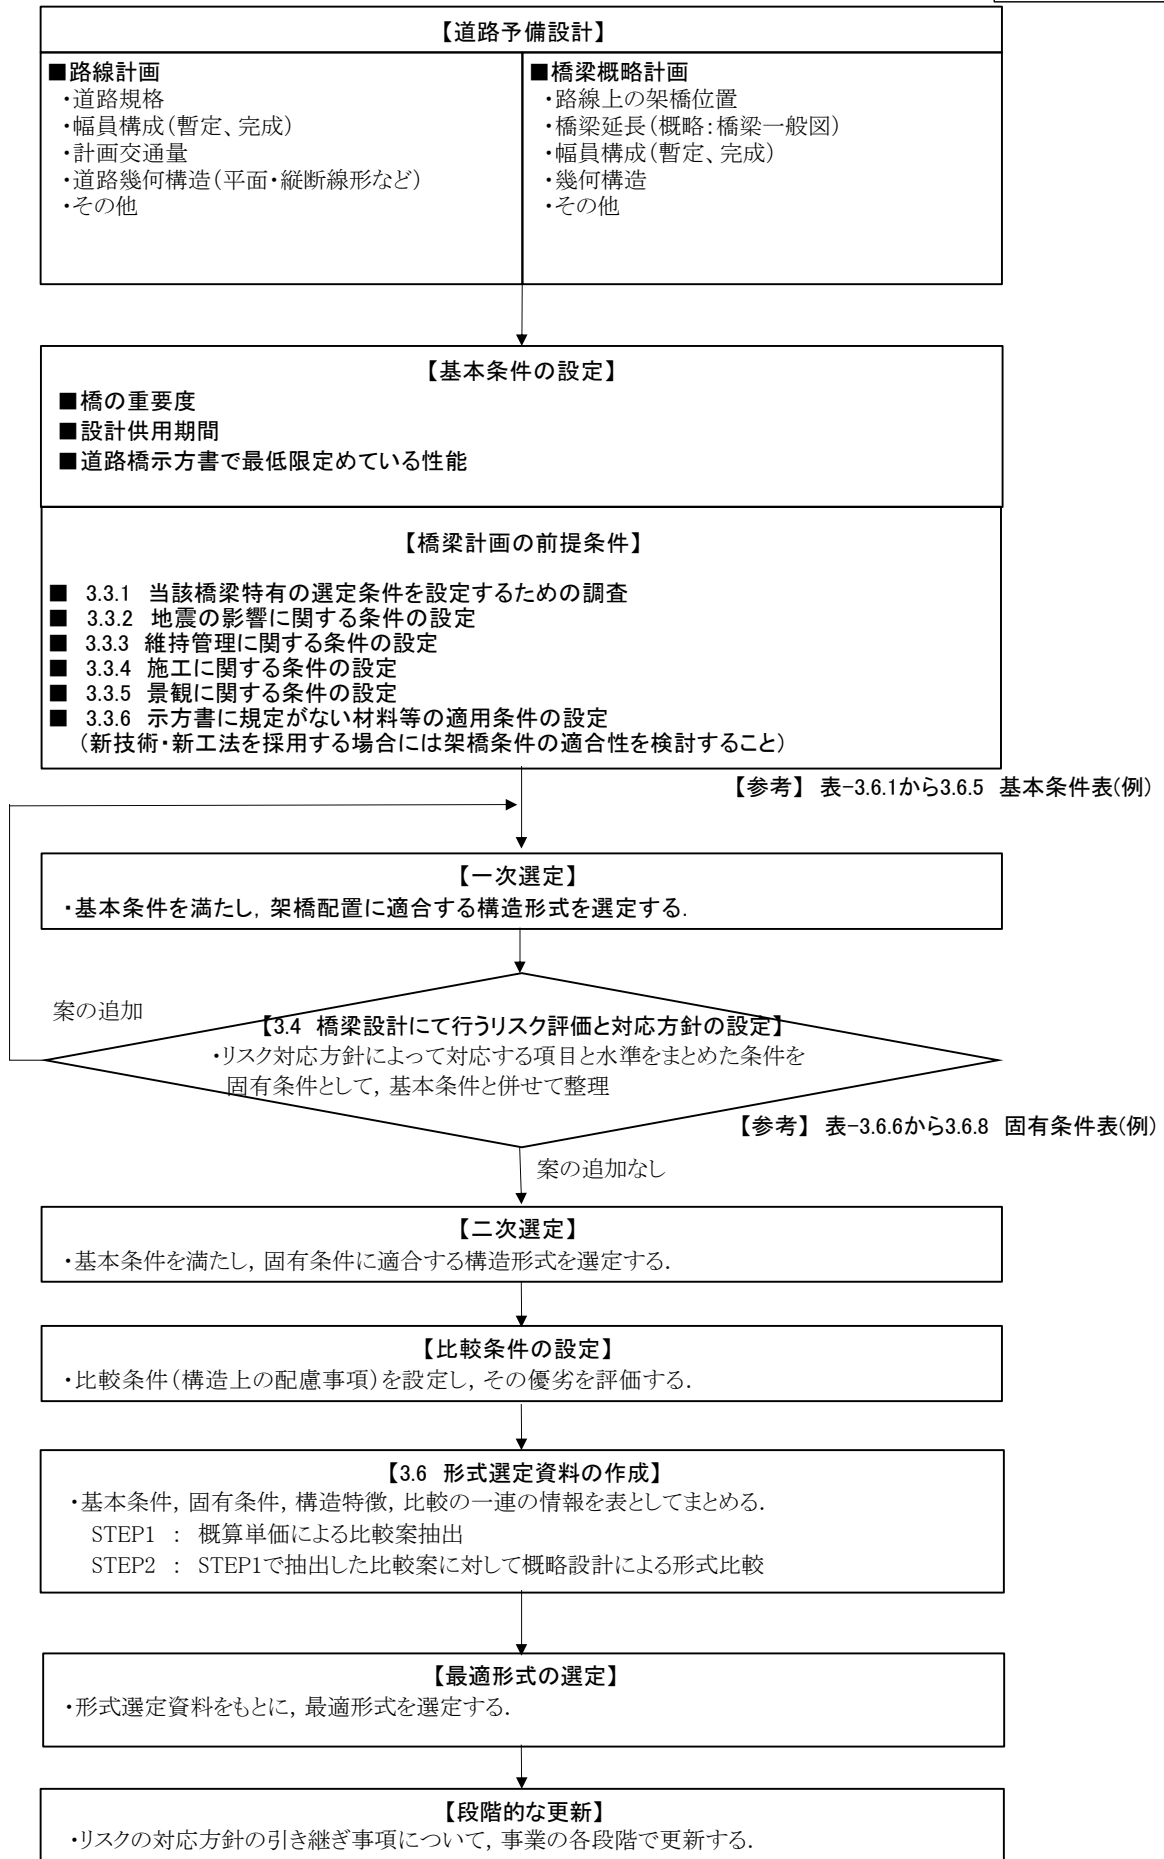 【道路予備設計】
■路線計画
・道路規格
・幅員構成(暫定、完成)
・計画交通量
・道路幾何構造(平面・縦断線形など)
・その他
■橋梁概略計画
・路線上の架橋位置
・橋梁延長(概略:橋梁一般図)
・幅員構成(暫定、完成)
・幾何構造
・その他
【基本条件の設定】
■橋の重要度
■設計供用期間
■道路橋示方書で最低限定めている性能
【橋梁計画の前提条件】
■ 3.3.1 当該橋梁特有の選定条件を設定するための調査
■ 3.3.2 地震の影響に関する条件の設定
■ 3.3.3 維持管理に関する条件の設定
■ 3.3.4 施工に関する条件の設定
■ 3.3.5 景観に関する条件の設定
■ 3.3.6 示方書に規定がない材料等の適用条件の設定
(新技術・新工法を採用する場合には架橋条件の適合性を検討すること)
【参考】 表-3.6.1から3.6.5 基本条件表(例)
【一次選定】
・基本条件を満たし, 架橋配置に適合する構造形式を選定する.
案の追加
【3.4 橋梁設計にて行うリスク評価と対応方針の設定】
・リスク対応方針によって対応する項目と水準をまとめた条件を
固有条件として, 基本条件と併せて整理
【参考】 表-3.6.6から3.6.8 固有条件表(例)
案の追加なし
【二次選定】
・基本条件を満たし, 固有条件に適合する構造形式を選定する.
【比較条件の設定】
・比較条件(構造上の配慮事項)を設定し, その優劣を評価する.
【3.6 形式選定資料の作成】
・基本条件, 固有条件, 構造特徴, 比較の一連の情報を表としてまとめる.
STEP1 : 概算単価による比較案抽出
STEP2 : STEP1で抽出した比較案に対して概略設計による形式比較
【最適形式の選定】
・形式選定資料をもとに, 最適形式を選定する.
【段階的な更新】
・リスクの対応方針の引き継ぎ事項について, 事業の各段階で更新する.